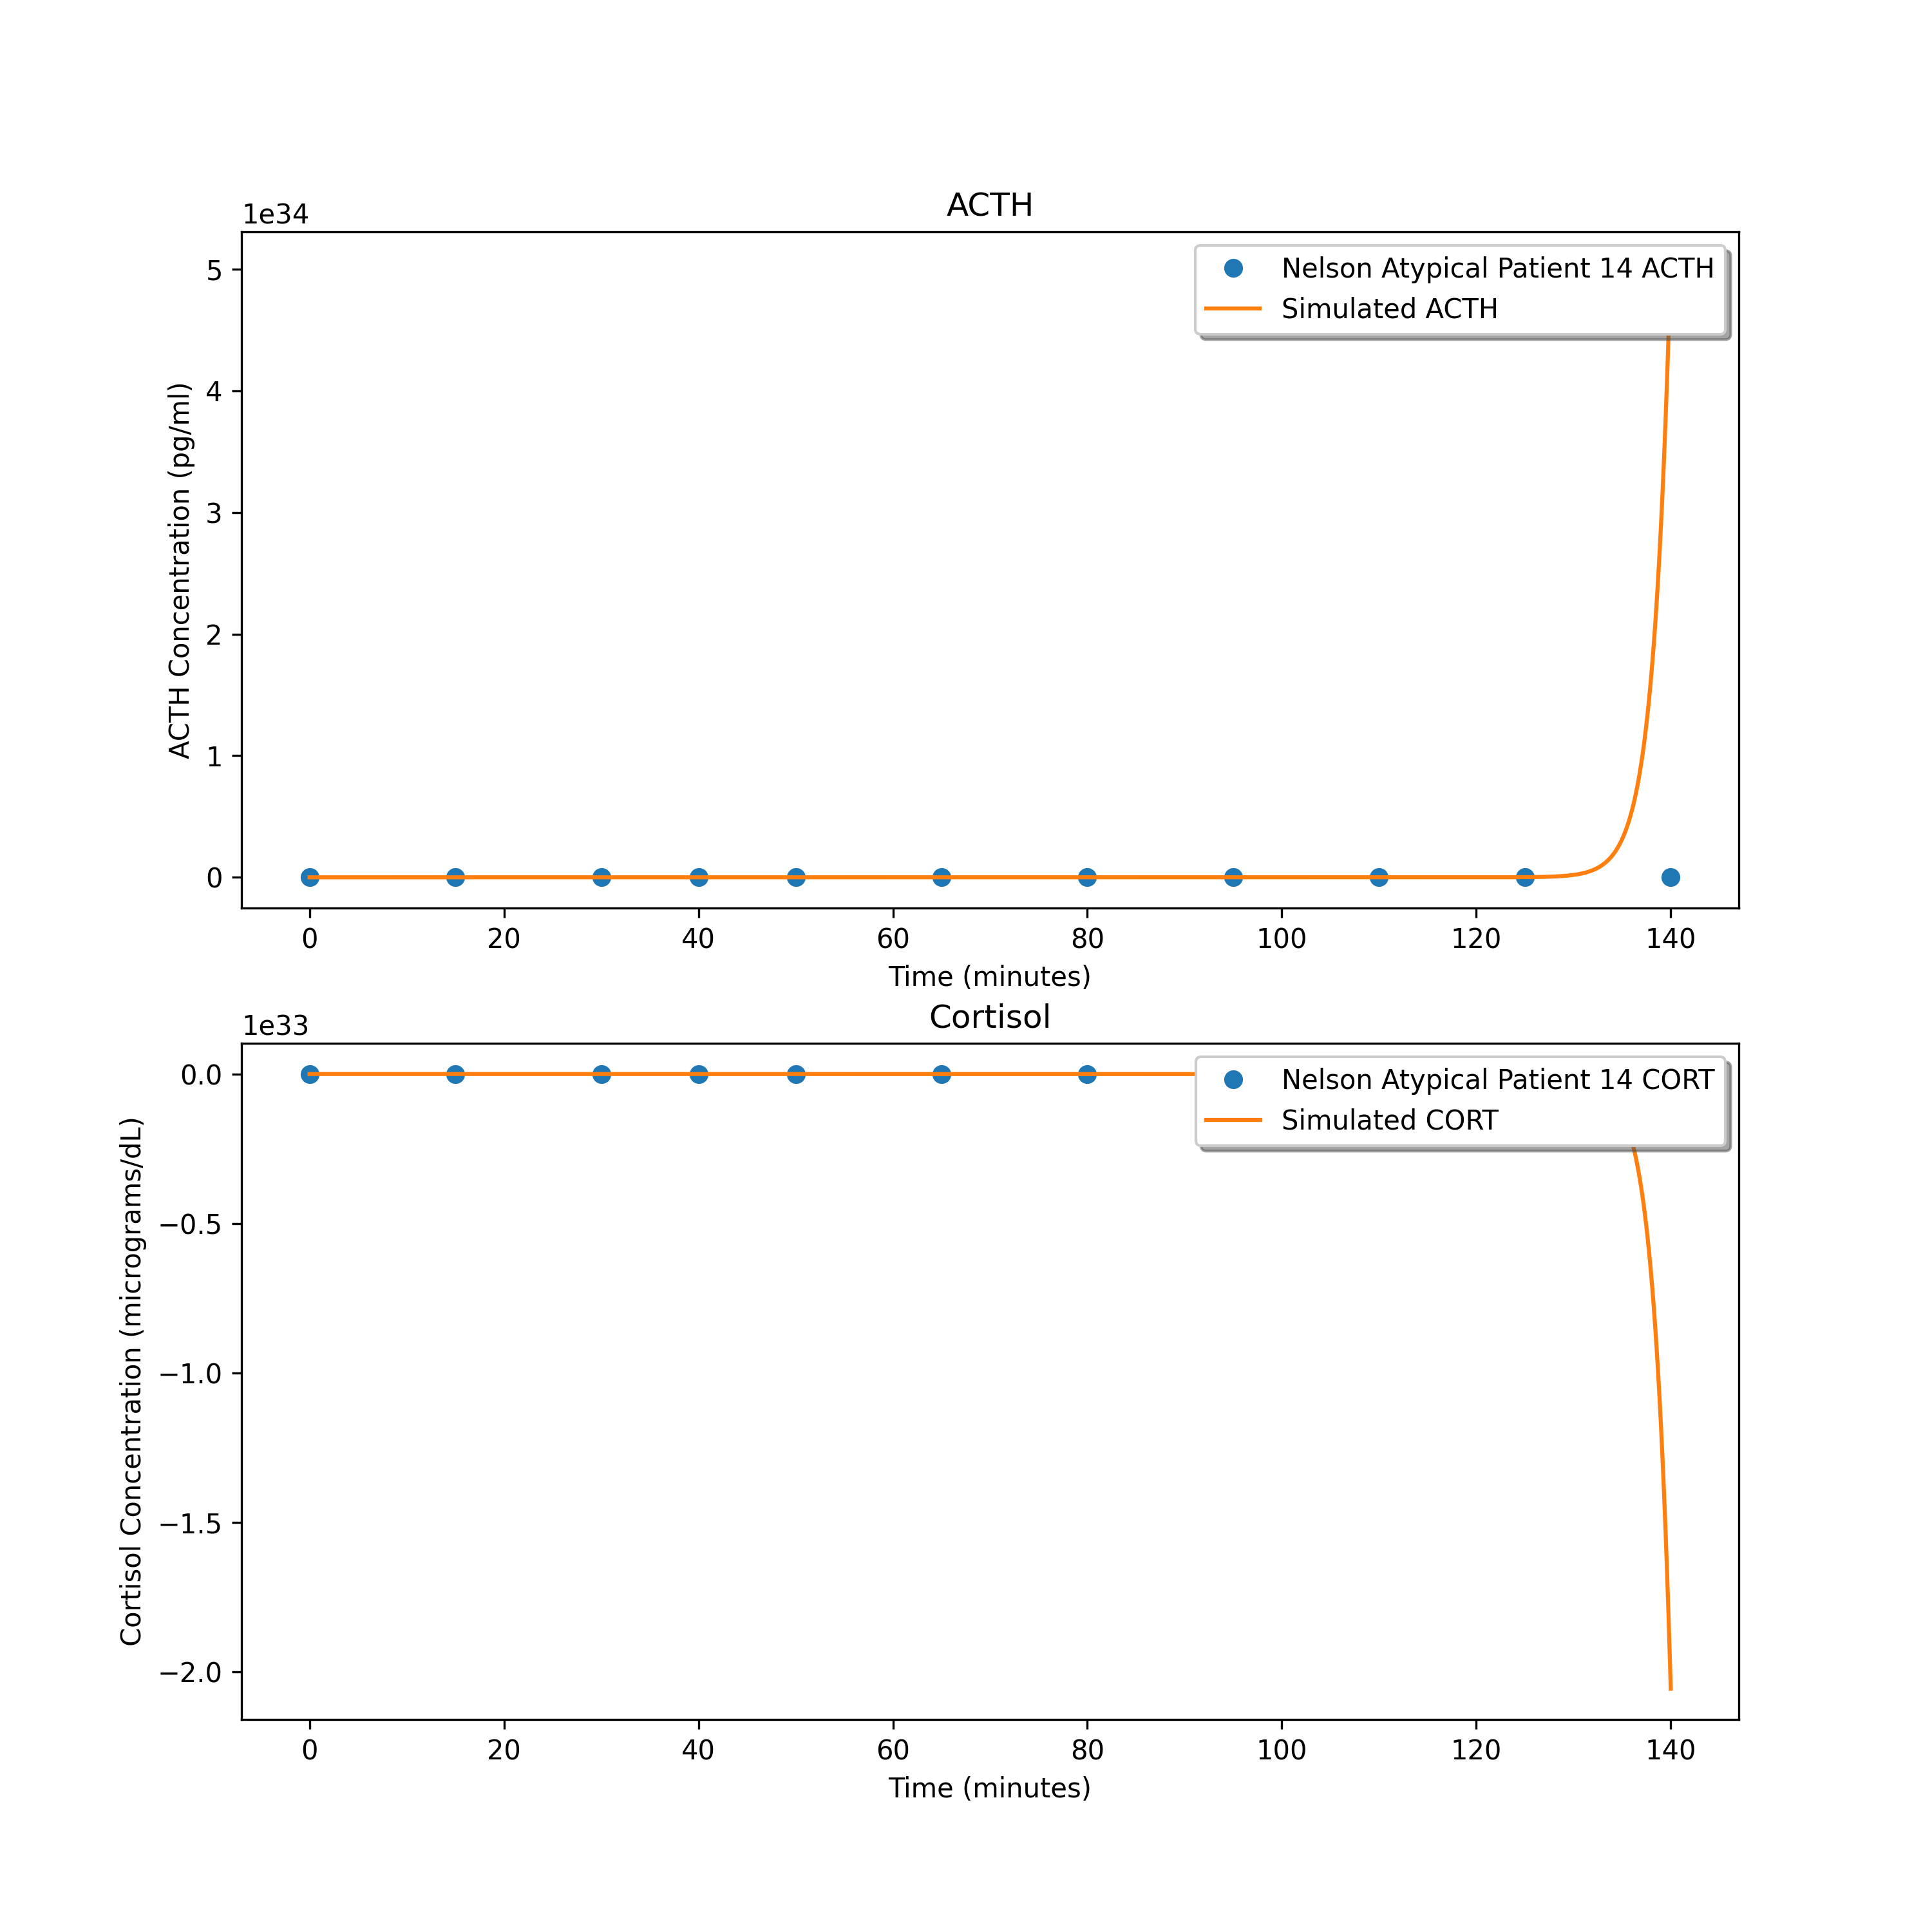 ACTH
1e34
Nelson Atypical Patient 14 ACTH
Simulated ACTH
ACTH Concentration (pg/ml)
5
4
3
2
1
0
0 20 40 60 80 100 120 140
Time (minutes)
Cortisol
1e33
Nelson Atypical Patient 14 CORT
Simulated CORT
Cortisol Concentration (micrograms/dL)
0.0
−0.5
−1.0
−1.5
−2.0
0 20 40 60 80 100 120 140
Time (minutes)